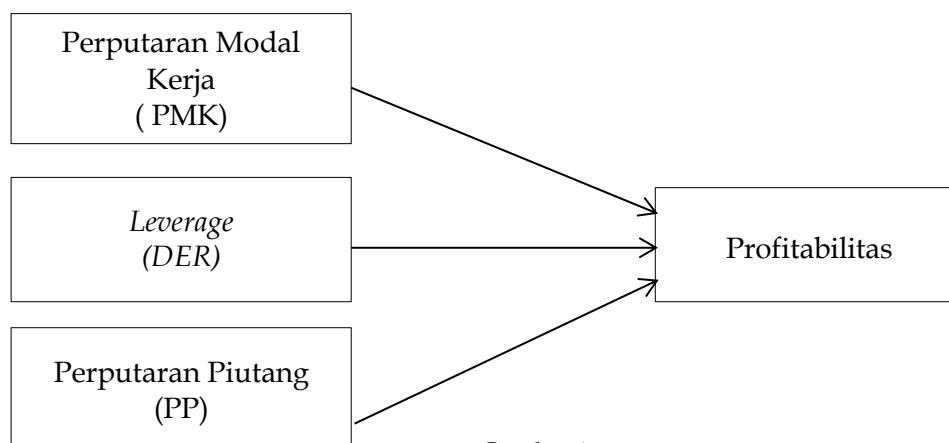 Perputaran Modal
Kerja
( PMK)
Leverage
(DER)
Profitabilitas
Perputaran Piutang
(PP)